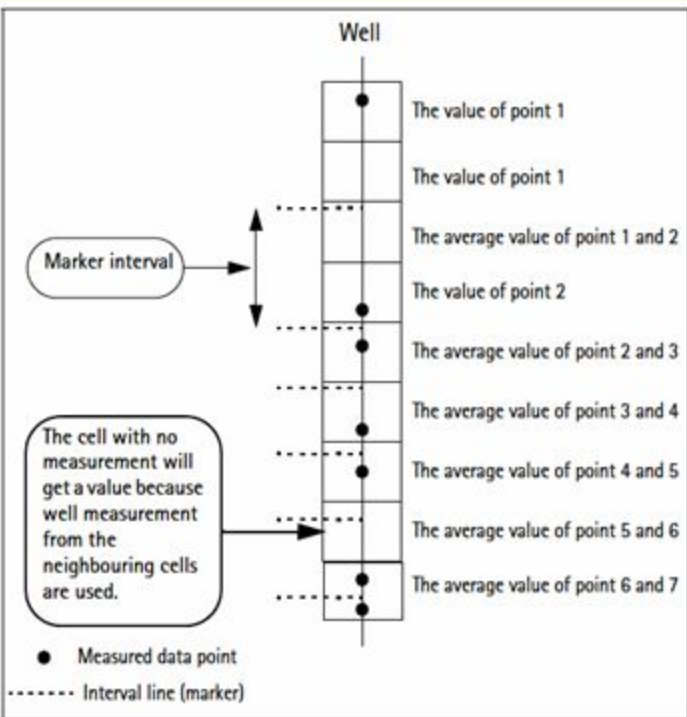 Well
The value of point 1
The value of point 1
The average value of point 1 and 2
Marker interval
The value of point 2
The average value of point 2 and 3
The average value of point 3 and 4
The cell with no
measurement will
get a value because
well measurement
from the
neighbouring cells
are used.
The average value of point 4 and 5
The average value of point 5 and 6
The average value of point 6 and 7
Measured data point
Interval line (marker)